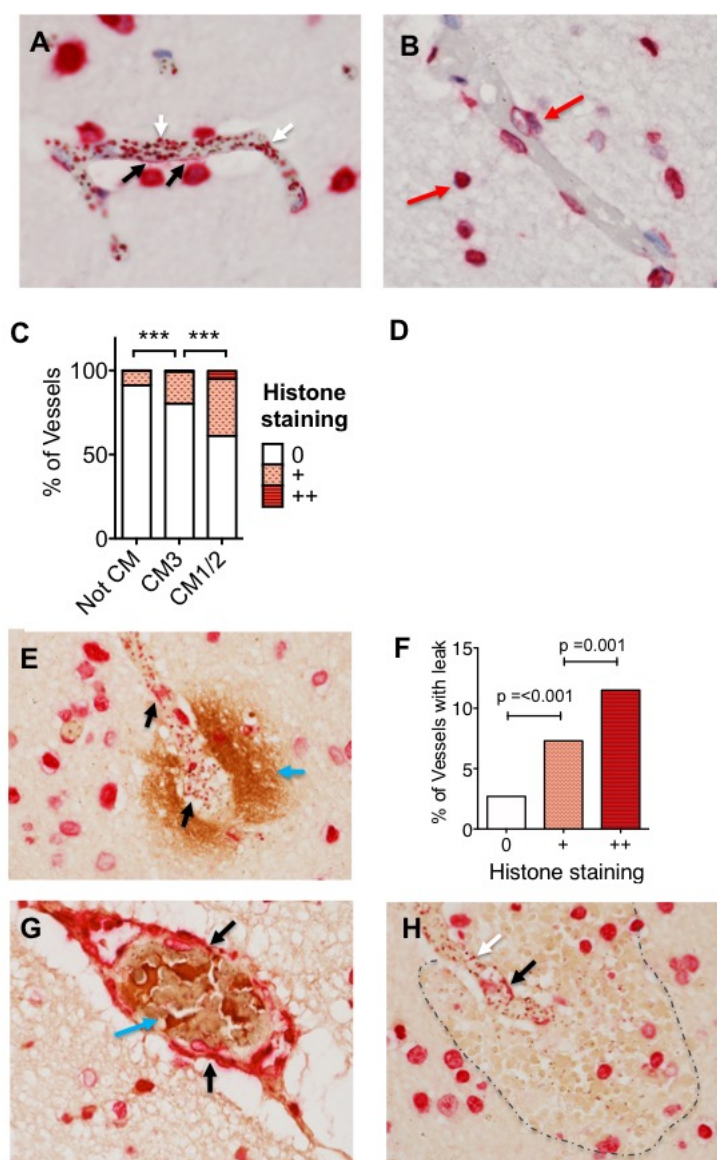 A
B
C
*** ***
100
50
0
% of Vessels
Not CM
CM3
CM1/2
Histone
staining
0
+
++
D
E
F
15
10
5
0
% of Vessels with leak
p =<0.001
p =0.001
0 + ++
Histone staining
G
H